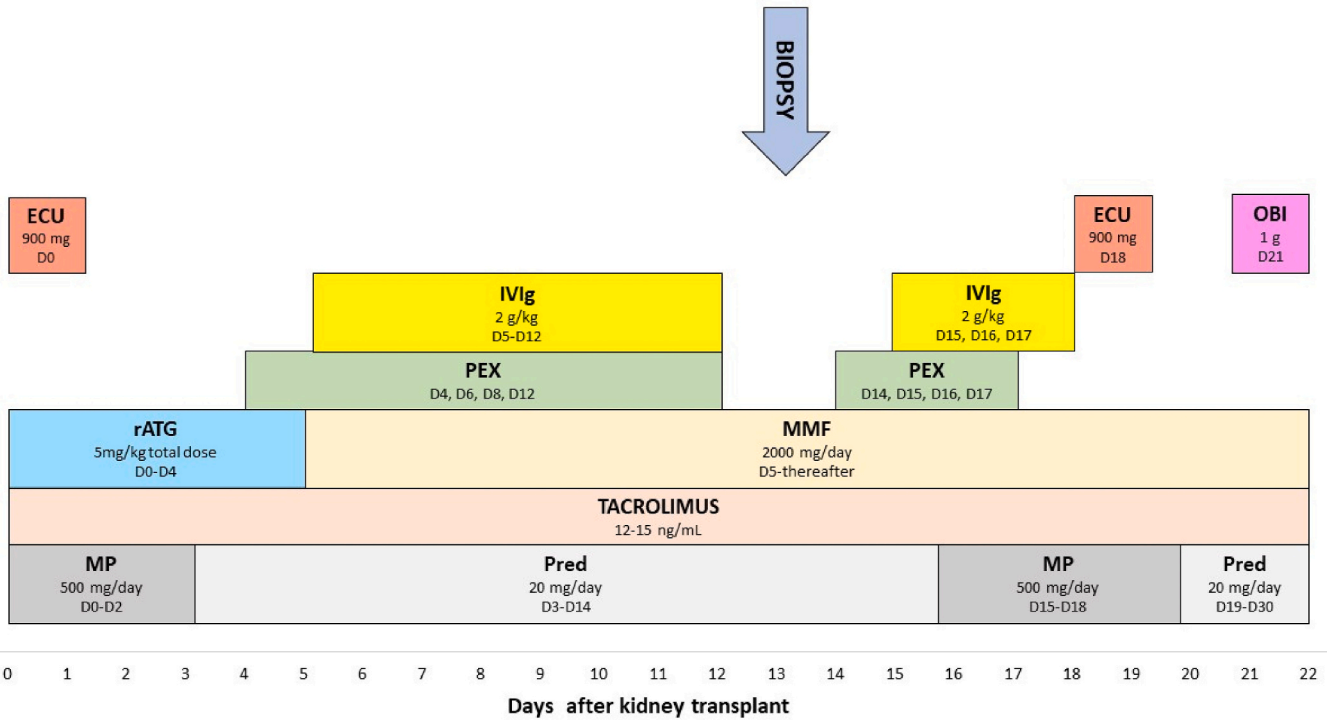 BIOPSY
ECU
900 mg
D0
ECU
900 mg
D18
OBI
1 g
D21
IVIg
2 g/kg
D5-D12
IVIg
2 g/kg
D15, D16, D17
PEX
D4, D6, D8, D12
PEX
D14, D15, D16, D17
rATG
5mg/kg total dose
D0-D4
MMF
2000 mg/day
D5-thereafter
TACROLIMUS
12-15 ng/mL
MP
500 mg/day
D0-D2
Pred
20 mg/day
D3-D14
MP
500 mg/day
D15-D18
Pred
20 mg/day
D19-D30
0 1 2 3 4 5 6 7 8 9 10 11 12 13 14 15 16 17 18 19 20 21 22
Days after kidney transplant